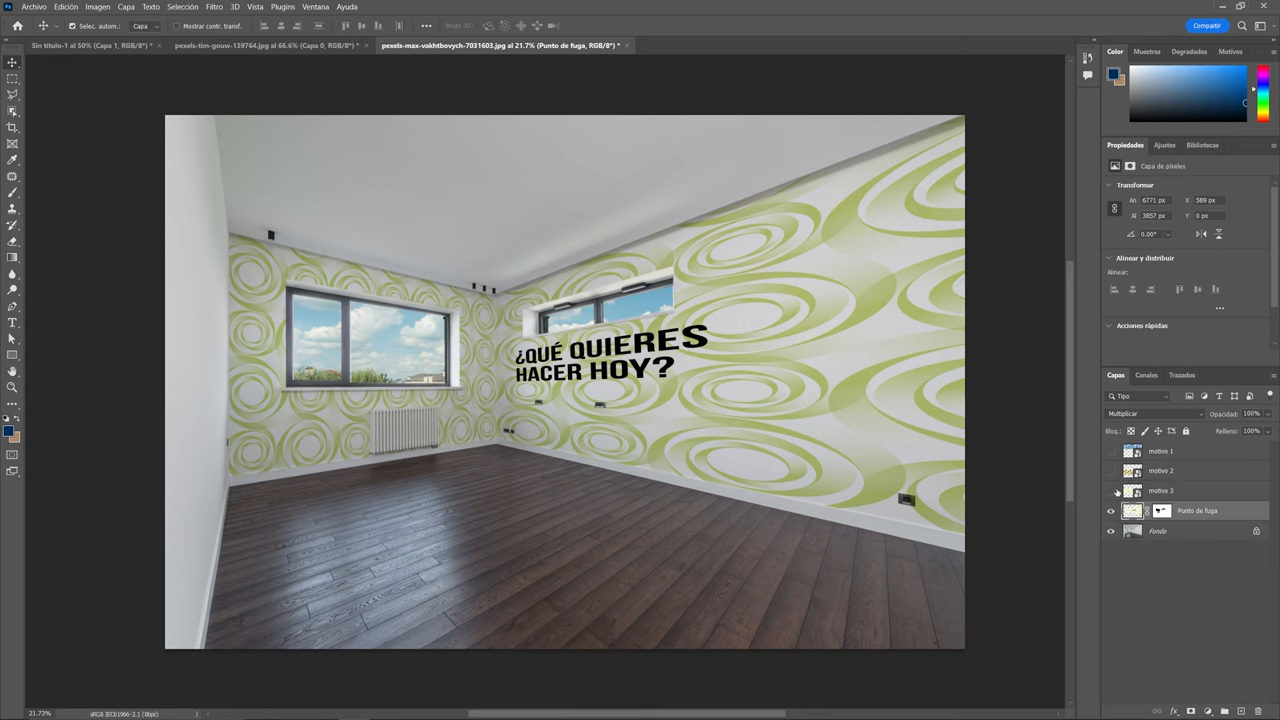 Archivo Edición Imagen Capa Texto Selección Filtro 3D Vista Plugins Ventana Ayuda
Selec. autom.: Capa Mostrar contr. transf. Modo 3D: Compartir
Sin título-1 al 50% (Capa 1, RGB/8*) * × pexels-tim-gouw-139764.jpg al 66.6% (Capa 0, RGB/8*) * × pexels-max-vakhtbovych-7031603.jpg al 21.7% (Punto de fuga, RGB/8*) * ×
Color Muestras Degradados Motivos
Propiedades Ajustes Bibliotecas
Capa de píxeles
Transformar
An 6771 px X 589 px
Al 3857 px Y 0 px
0.00°
Alinear y distribuir
Alinear:
Acciones rápidas
¿QUÉ QUIERES
HACER HOY?
Capas Canales Trazados
Tipo
Multiplicar Opacidad: 100%
Bloq.: Relleno: 100%
motivo 1
motivo 2
motivo 3
Punto de fuga
Fondo
21.73% sRGB IEC61966-2.1 (8bpc)